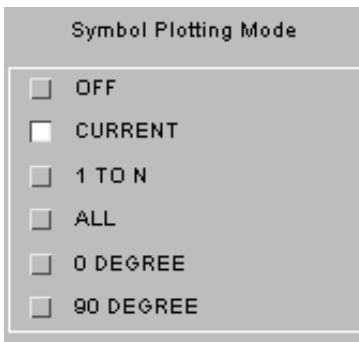 Symbol Plotting Mode
OFF
CURRENT
1 TO N
ALL
0 DEGREE
90 DEGREE